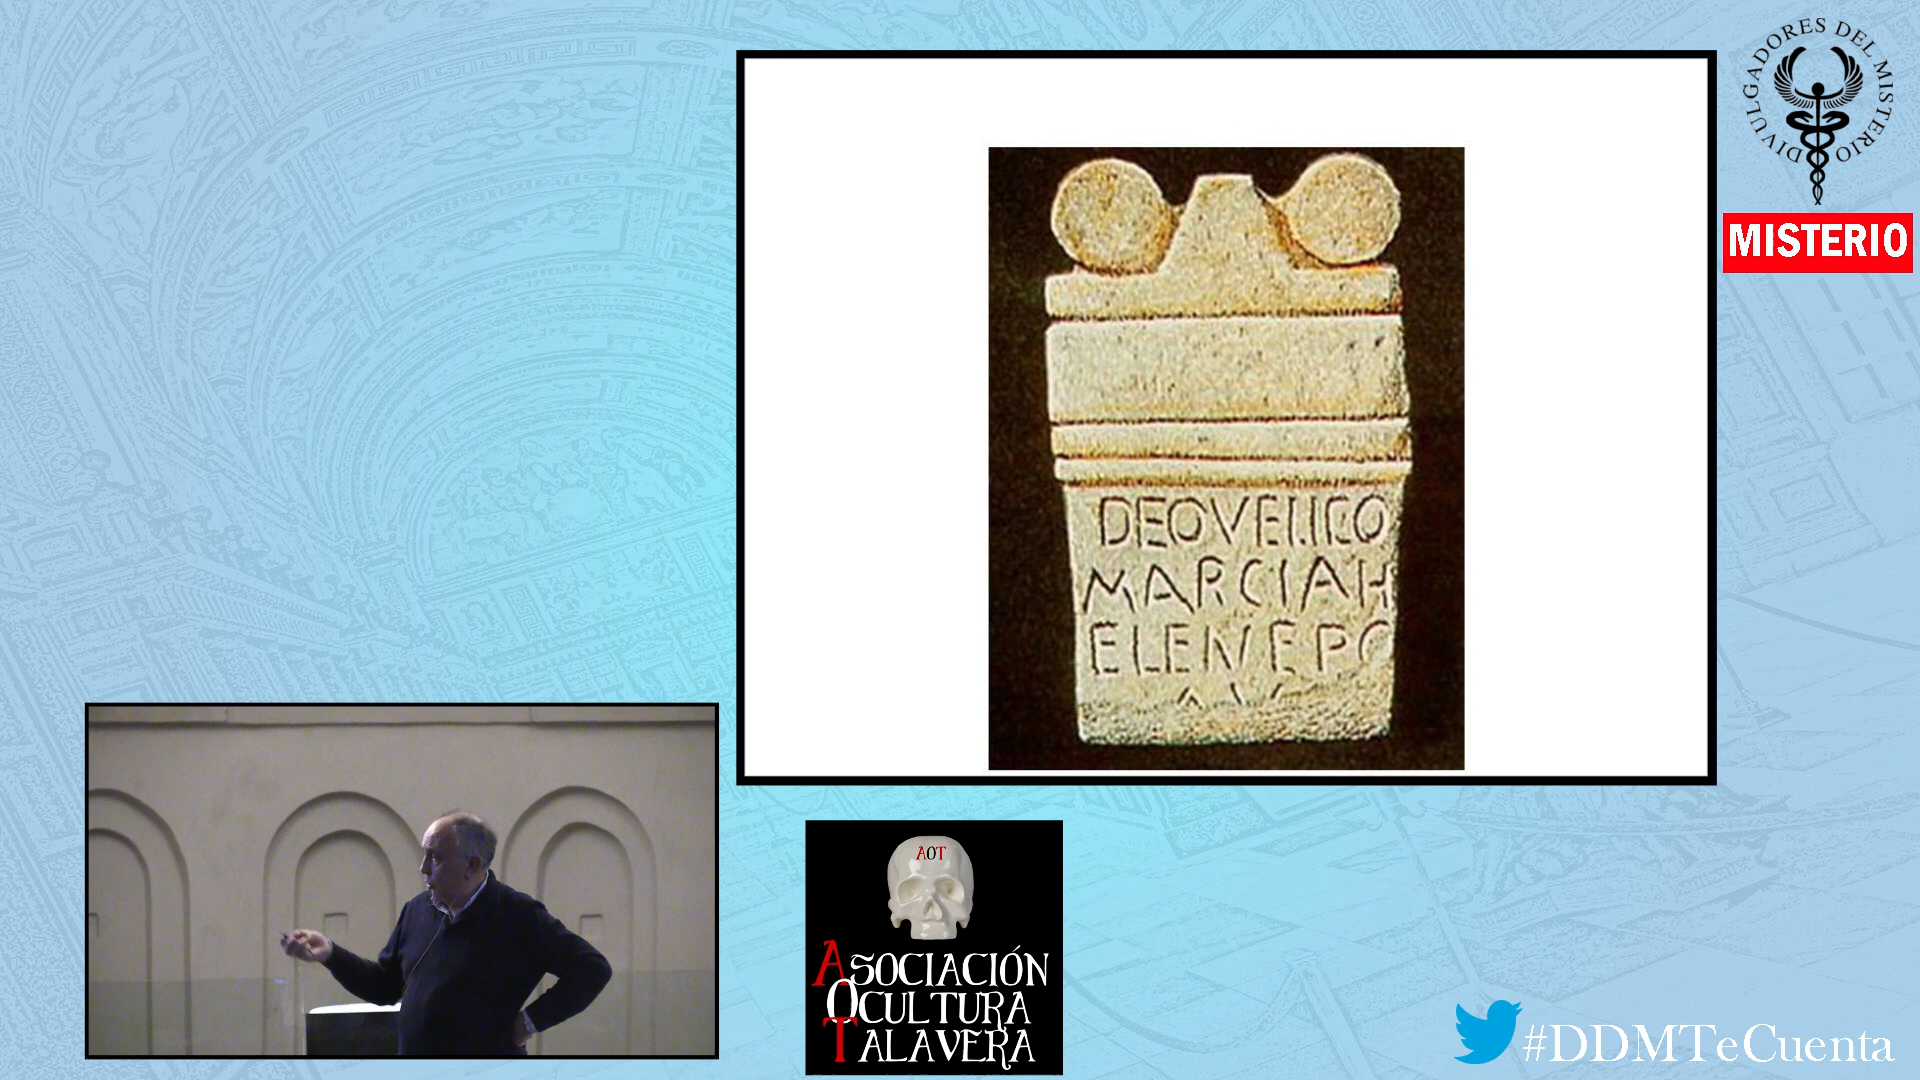 DIVULGADORES DEL MISTERIO
MISTERIO
DEOVELICO
MARCIAH
ELENEPC
AOT
ASOCIACIÓN
OCULTURA
TALAVERA
#DDMTeCuenta